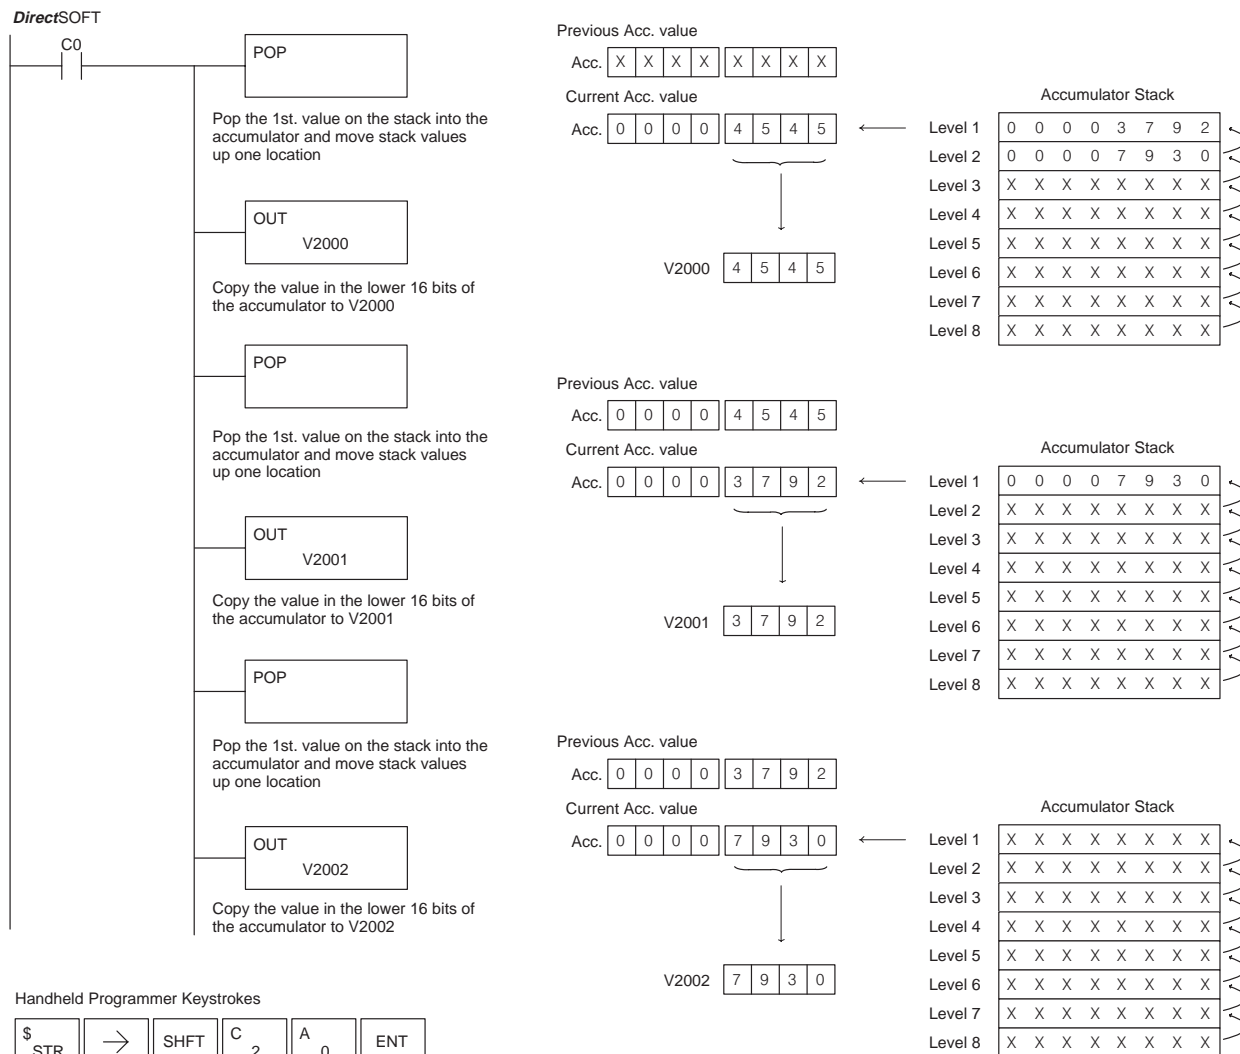 DirectSOFT
C0
POP
Pop the 1st. value on the stack into the
accumulator and move stack values
up one location
OUT
V2000
Copy the value in the lower 16 bits of
the accumulator to V2000
POP
Pop the 1st. value on the stack into the
accumulator and move stack values
up one location
OUT
V2001
Copy the value in the lower 16 bits of
the accumulator to V2001
POP
Pop the 1st. value on the stack into the
accumulator and move stack values
up one location
OUT
V2002
Copy the value in the lower 16 bits of
the accumulator to V2002
Previous Acc. value
Acc. X X X X X X X X
Current Acc. value
Acc. 0 0 0 0 4 5 4 5
V2000 4 5 4 5
Accumulator Stack
Level 1 0 0 0 0 3 7 9 2
Level 2 0 0 0 0 7 9 3 0
Level 3 X X X X X X X X
Level 4 X X X X X X X X
Level 5 X X X X X X X X
Level 6 X X X X X X X X
Level 7 X X X X X X X X
Level 8 X X X X X X X X
Previous Acc. value
Acc. 0 0 0 0 4 5 4 5
Current Acc. value
Acc. 0 0 0 0 3 7 9 2
V2001 3 7 9 2
Accumulator Stack
Level 1 0 0 0 0 7 9 3 0
Level 2 X X X X X X X X
Level 3 X X X X X X X X
Level 4 X X X X X X X X
Level 5 X X X X X X X X
Level 6 X X X X X X X X
Level 7 X X X X X X X X
Level 8 X X X X X X X X
Previous Acc. value
Acc. 0 0 0 0 3 7 9 2
Current Acc. value
Acc. 0 0 0 0 7 9 3 0
V2002 7 9 3 0
Accumulator Stack
Level 1 X X X X X X X X
Level 2 X X X X X X X X
Level 3 X X X X X X X X
Level 4 X X X X X X X X
Level 5 X X X X X X X X
Level 6 X X X X X X X X
Level 7 X X X X X X X X
Level 8 X X X X X X X X
Handheld Programmer Keystrokes
$ STR → SHFT C 2 A 0 ENT